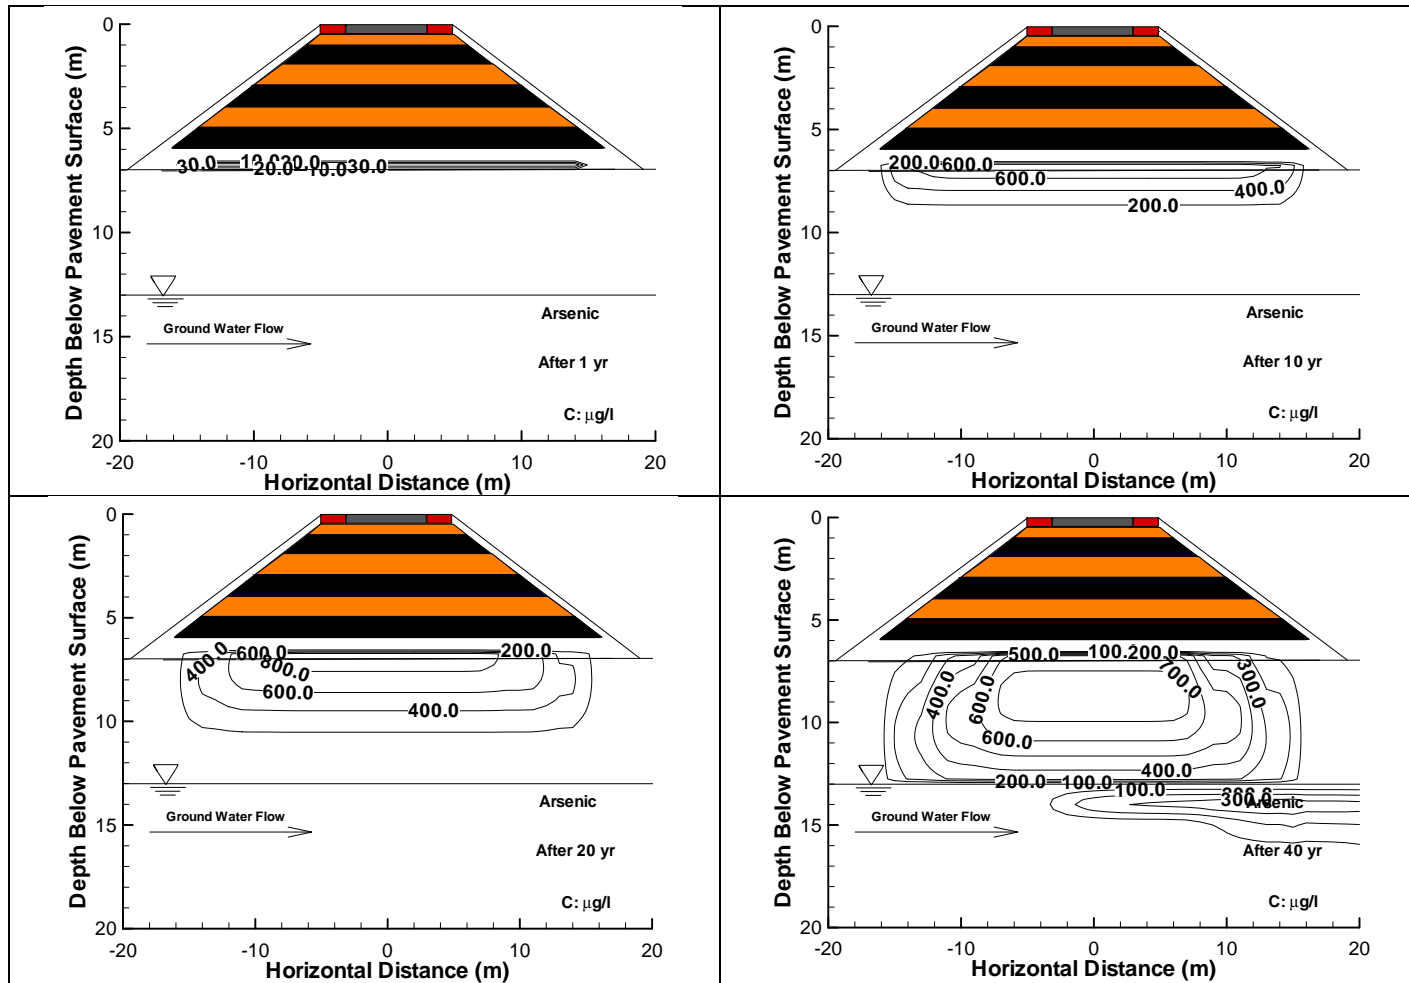 Depth Below Pavement Surface (m)
0
5
10
15
20
30.0 20.0 30.0
20.0 10.0
Ground Water Flow
Arsenic
After 1 yr
C: μg/l
-20 -10 0 10 20
Horizontal Distance (m)
Depth Below Pavement Surface (m)
0
5
10
15
20
200.0 600.0
600.0
400.0
200.0
Ground Water Flow
Arsenic
After 10 yr
C: μg/l
-20 -10 0 10 20
Horizontal Distance (m)
Depth Below Pavement Surface (m)
0
5
10
15
20
400.0 600.0 200.0
800.0
600.0
400.0
Ground Water Flow
Arsenic
After 20 yr
C: μg/l
-20 -10 0 10 20
Horizontal Distance (m)
Depth Below Pavement Surface (m)
0
5
10
15
20
500.0 100. 200.0
700.0 300.0
400.0 600.0
600.0
400.0
200.0 100.0
100.0
300.0
Ground Water Flow
Arsenic
After 40 yr
C: μg/l
-20 -10 0 10 20
Horizontal Distance (m)